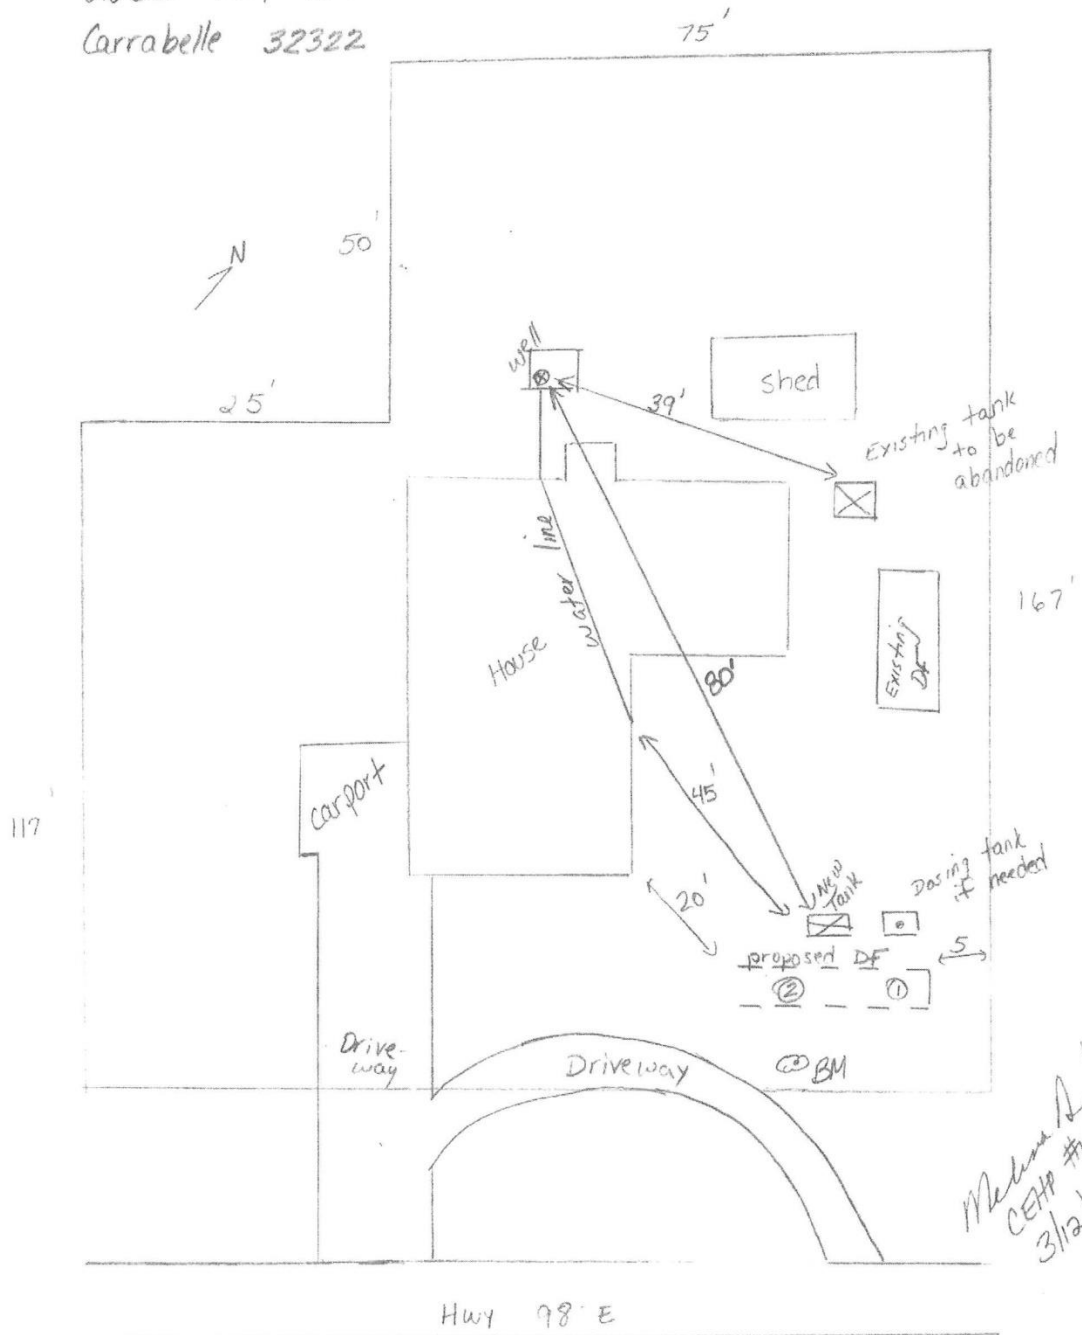 Carrabelle 32322
75'
50'
N
25'
well
Shed
39'
Existing tank
to be
abandoned
line
water
House
Existing
DF
167'
80'
45'
Carport
117'
20'
New
Tank
Dosing tank
if needed
proposed DF
5
② ①
Drive-
way
Driveway
BM
CEHP #
3/12
Hwy 98 E